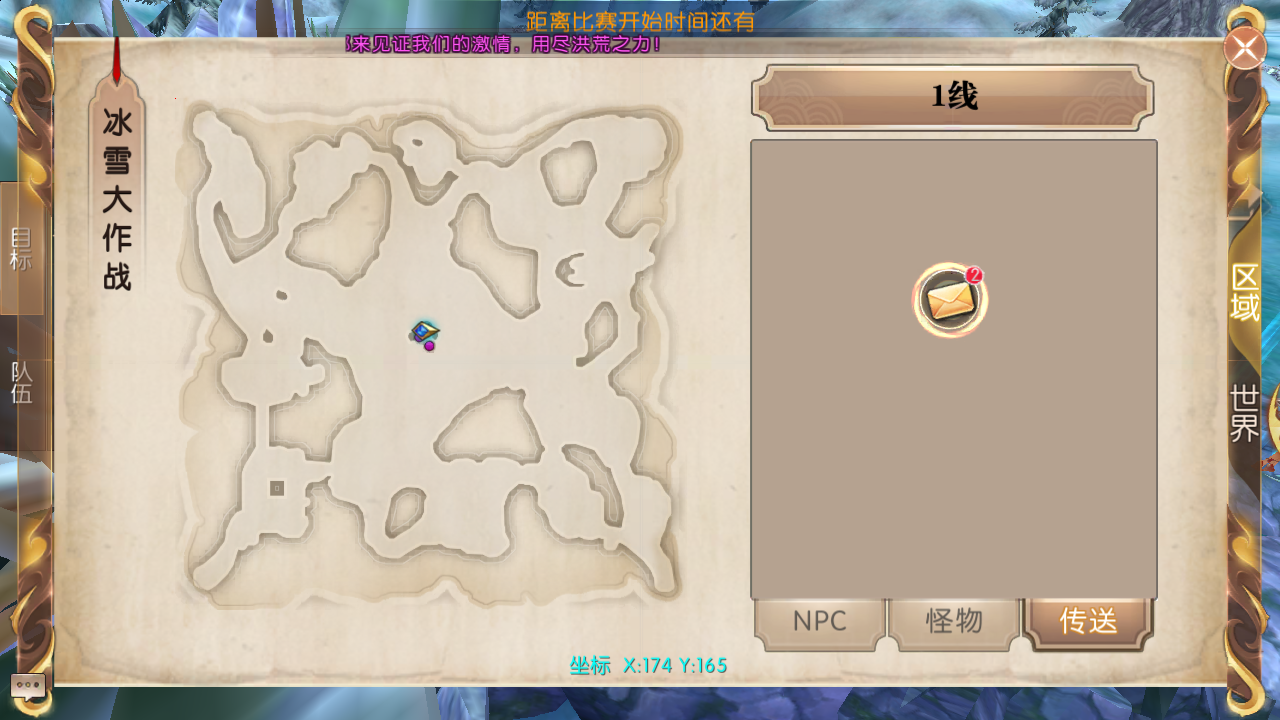 距离比赛开始时间还有
来见证我们的激情，用尽洪荒之力！
冰雪大作战
1线
2
目标
队伍
区域
世界
NPC
怪物
传送
坐标 X:174 Y:165